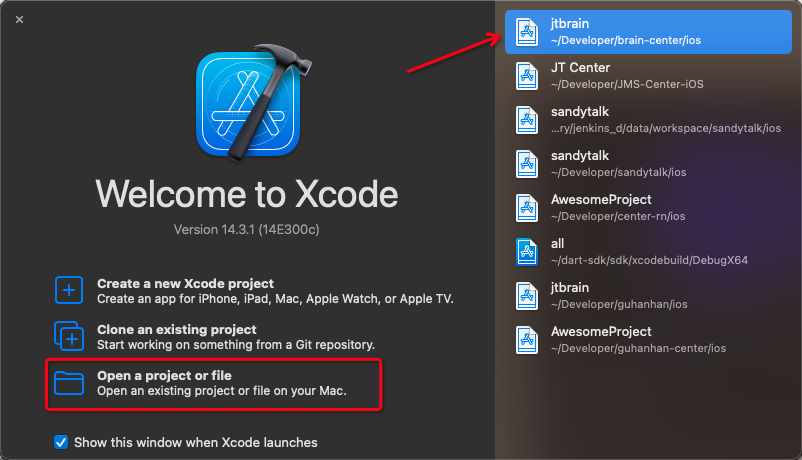 Welcome to Xcode
Version 14.3.1 (14E300c)
Create a new Xcode project
Create an app for iPhone, iPad, Mac, Apple Watch, or Apple TV.
Clone an existing project
Start working on something from a Git repository.
Open a project or file
Open an existing project or file on your Mac.
Show this window when Xcode launches
jtbrain
~/Developer/brain-center/ios
JT Center
~/Developer/JMS-Center-iOS
sandytalk
...ry/jenkins_d/data/workspace/sandytalk/ios
sandytalk
~/Developer/sandytalk/ios
AwesomeProject
~/Developer/center-rn/ios
all
~/dart-sdk/sdk/xcodebuild/DebugX64
jtbrain
~/Developer/guhanhan/ios
AwesomeProject
~/Developer/guhanhan-center/ios